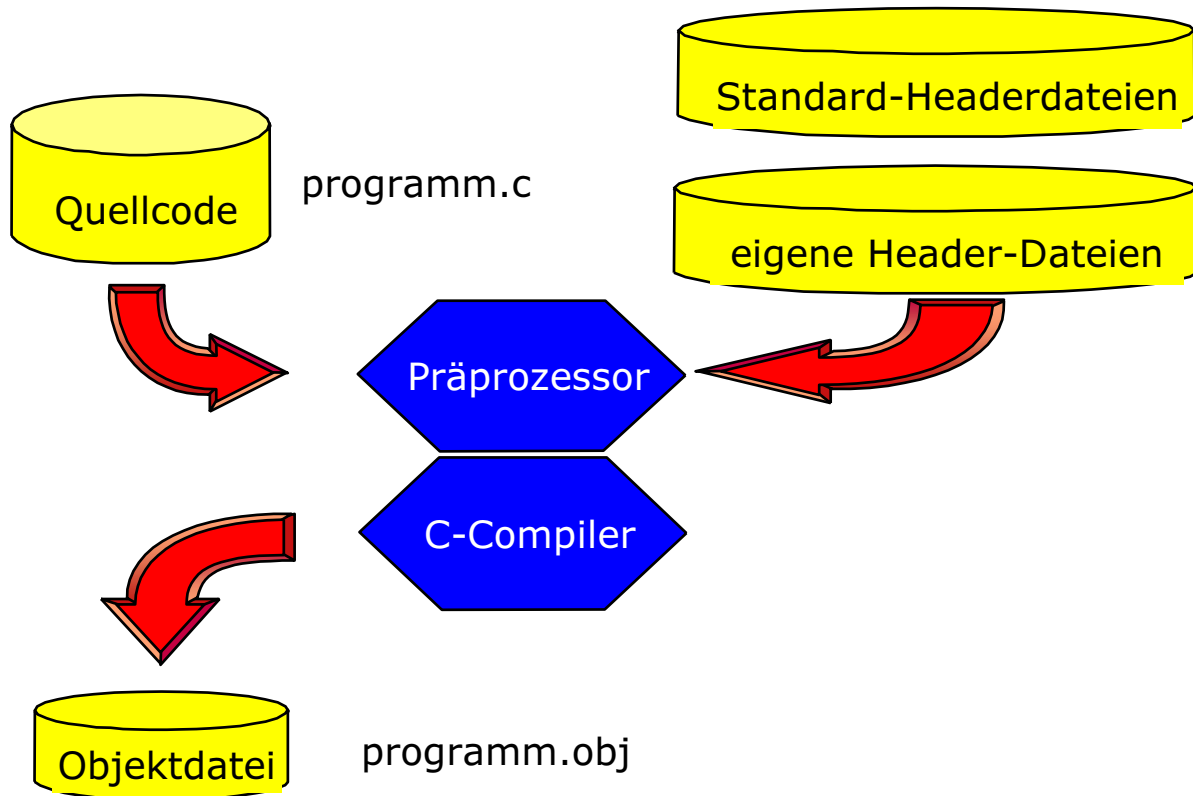 Standard-Headerdateien
Quellcode
programm.c
eigene Header-Dateien
Präprozessor
C-Compiler
Objektdatei
programm.obj